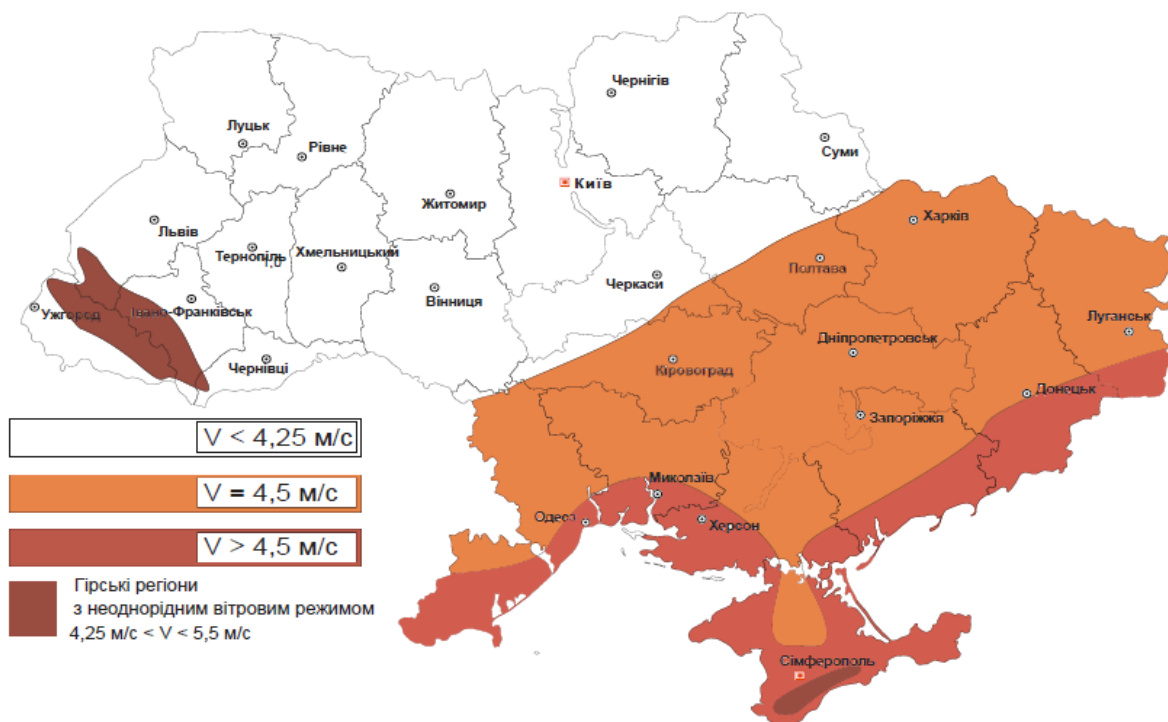 Чернігів
Луцьк
Рівне
Суми
Київ
Житомир
Львів
Тернопіль
1,0
Хмельницький
Харків
Полтава
Черкаси
Вінниця
Ужгород
Івано-Франківськ
Луганськ
Дніпропетровськ
Чернівці
Кіровоград
Донецьк
Запоріжжя
V < 4,25 м/с
V = 4,5 м/с
V > 4,5 м/с
Миколаїв
Одеса
Херсон
Гірські регіони
з неоднорідним вітровим режимом
4,25 м/с < V < 5,5 м/с
Сімферополь